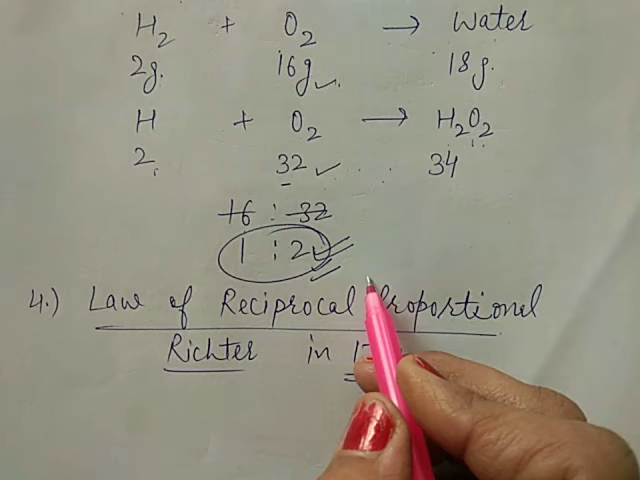 H₂ + O₂ → Water
2g. 16g 18g.
H + O₂ → H₂O₂
2 32 34
16 : 32
1 : 2
4.) Law of Reciprocal Proportional
Richter in